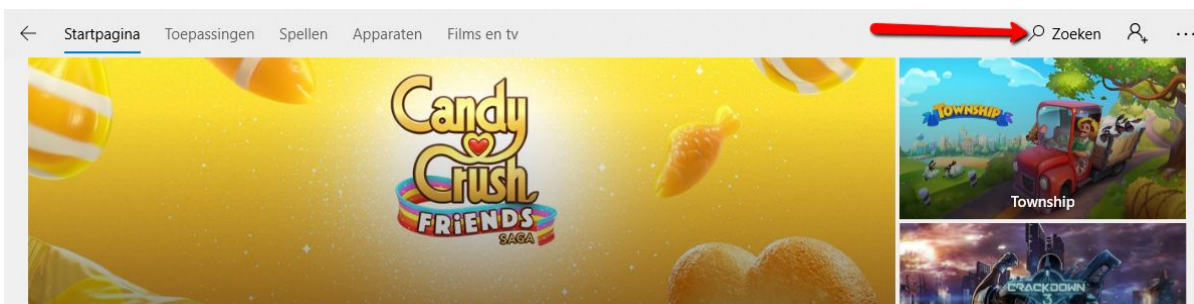 Startpagina Toepassingen Spellen Apparaten Films en tv Zoeken
Candy
Crush
FRiENDS
SAGA
TOWNSHIP
Township
CRACKDOWN
3